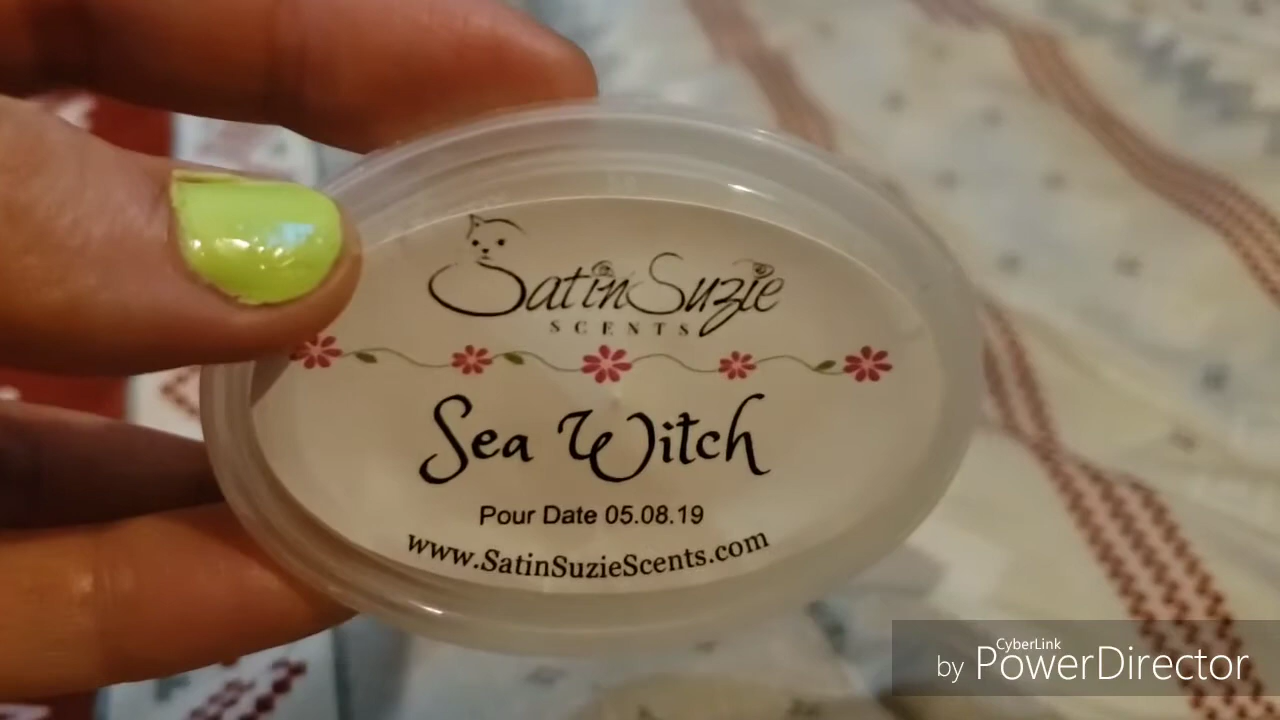 SatinSuzie
SCENTS
Sea Witch
Pour Date 05.08.19
www.SatinSuzieScents.com
CyberLink
by PowerDirector